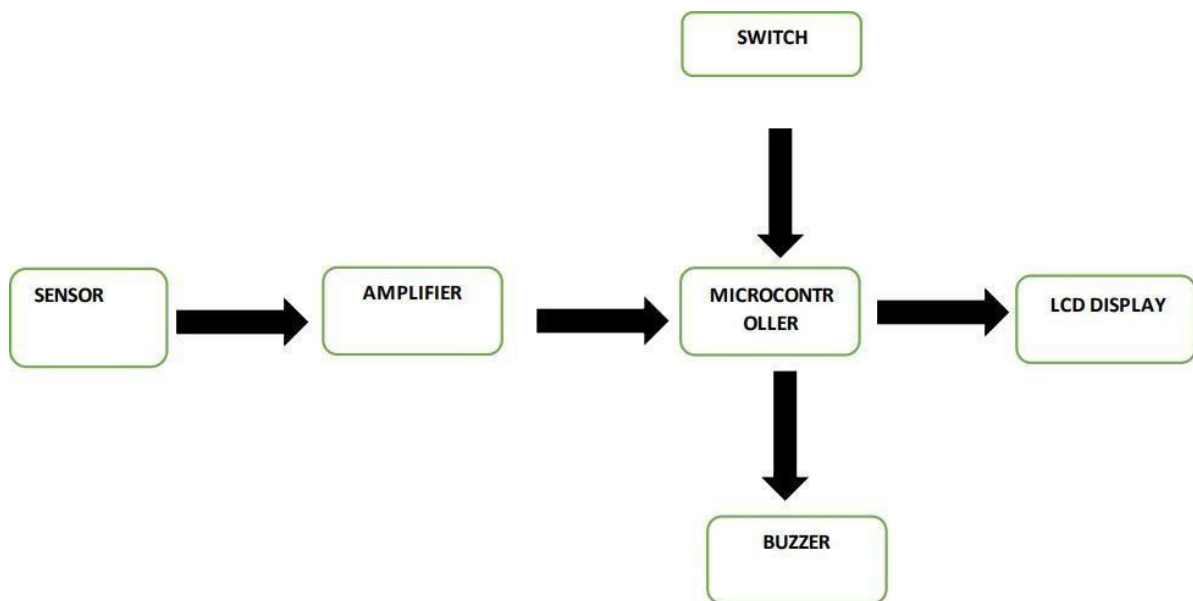 SWITCH
SENSOR
AMPLIFIER
MICROCONTR
OLLER
LCD DISPLAY
BUZZER